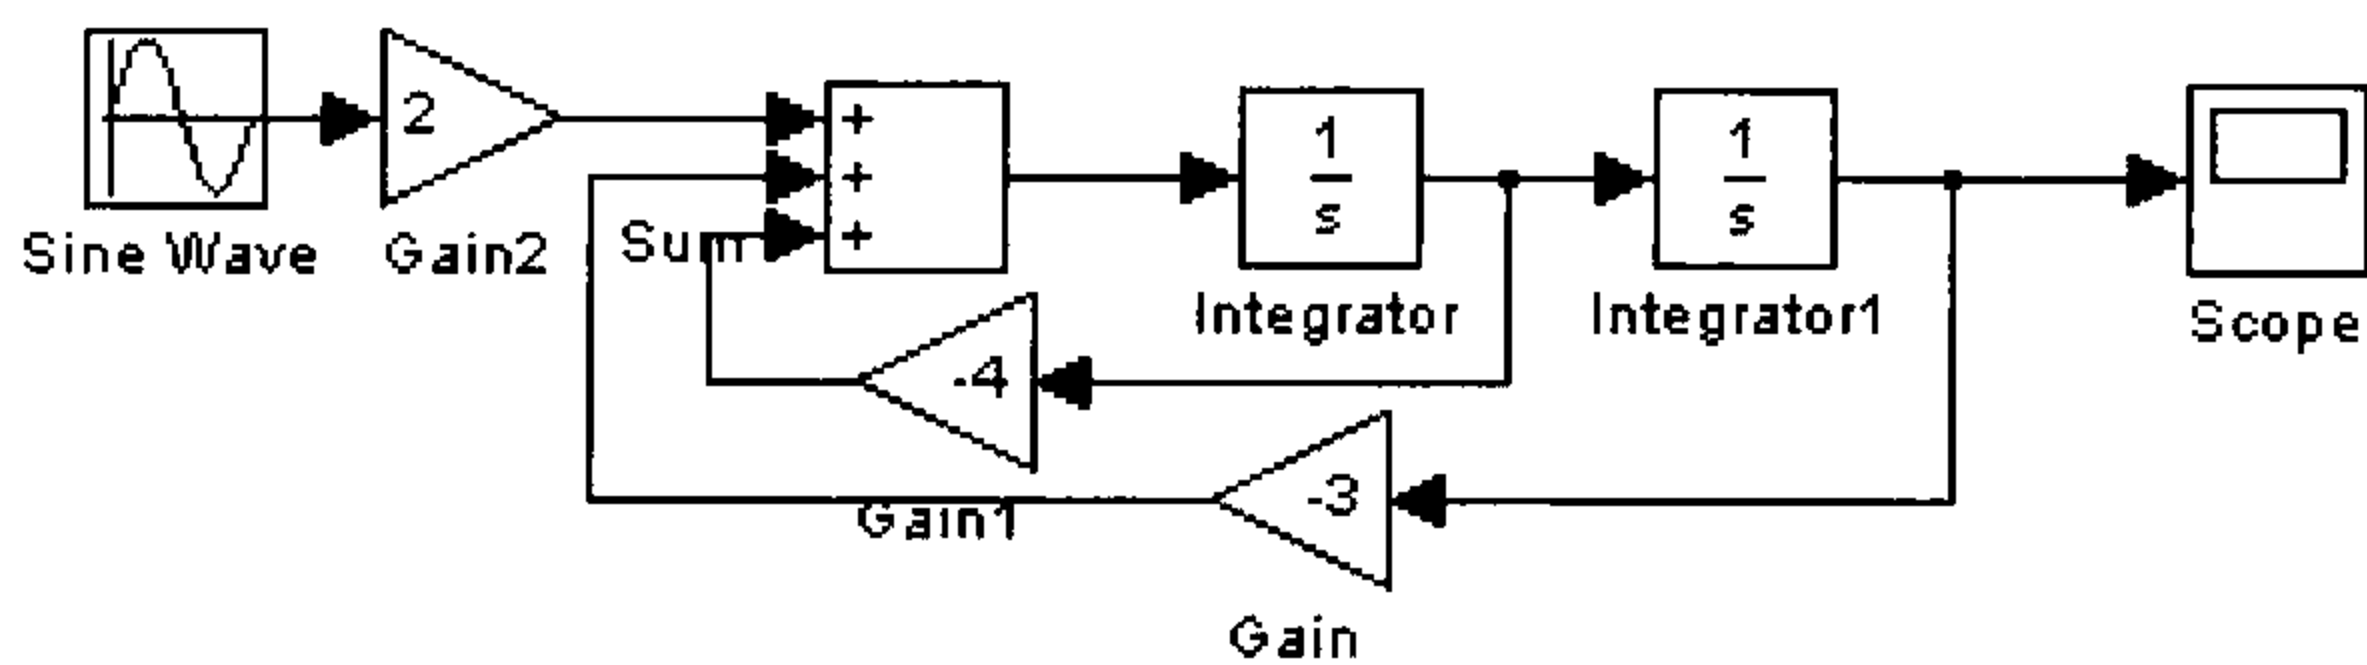 2
+
+
+
1
s
1
s
Sine Wave
Gain2
Sum
Integrator
Integrator1
Scope
-4
Gain1
-3
Gain